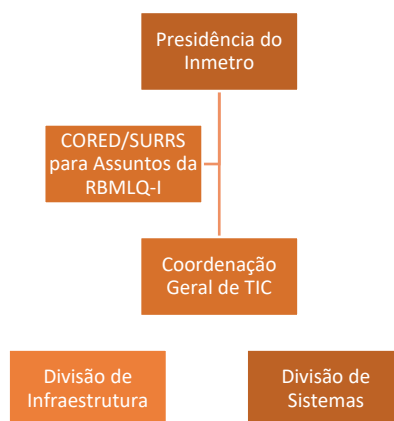 Presidência do
Inmetro
CORED/SURRS
para Assuntos da
RBMLQ-I
Coordenação
Geral de TIC
Divisão de
Infraestrutura
Divisão de
Sistemas